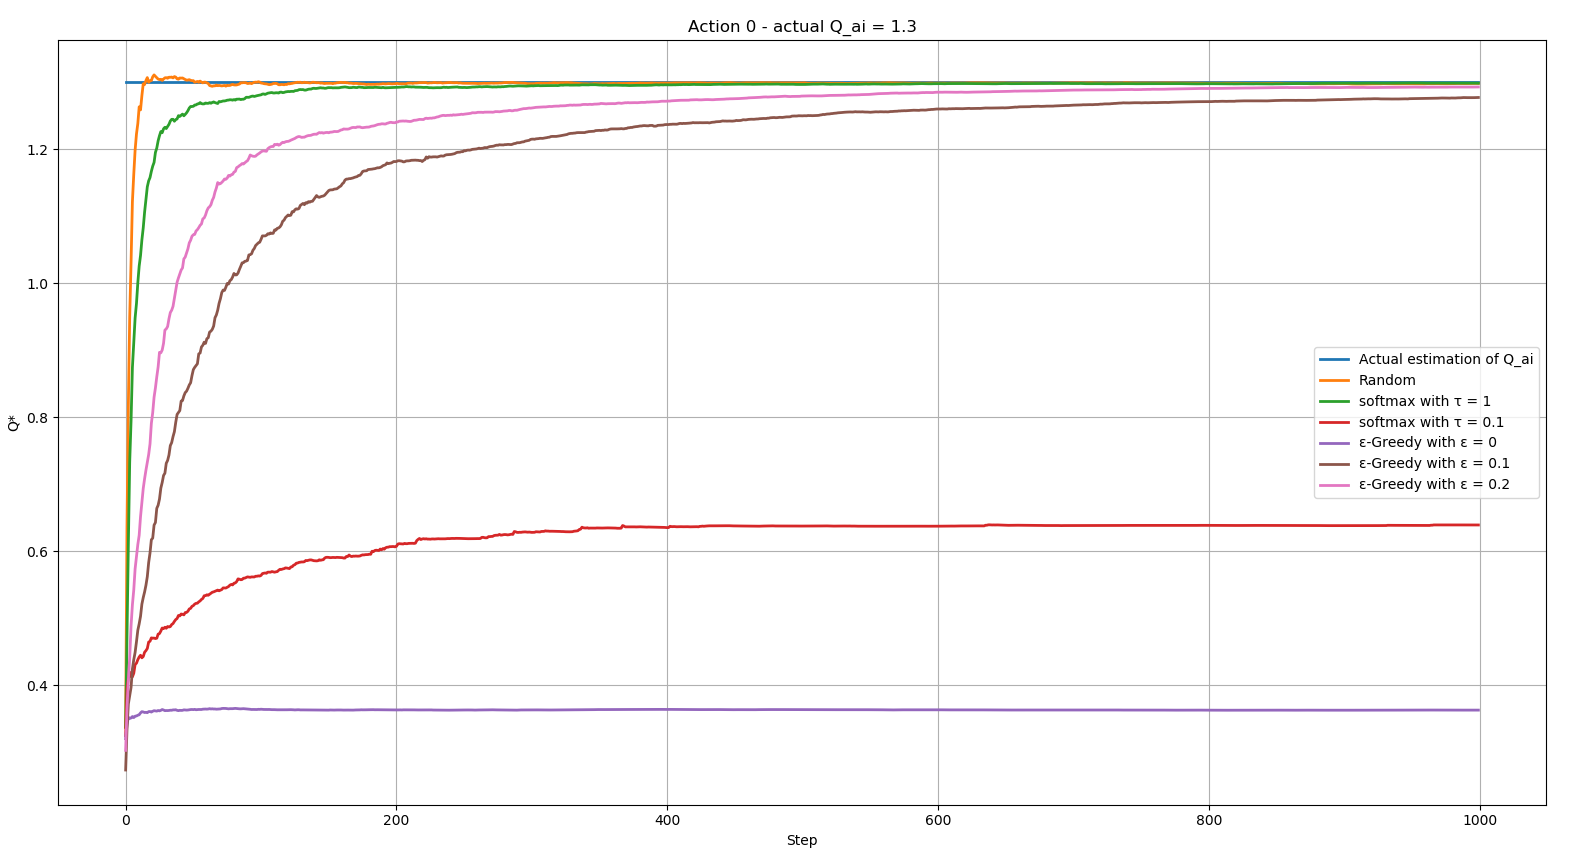 Action 0 - actual Q_ai = 1.3
Q*
1.2
1.0
0.8
0.6
0.4
0
200
400
600
800
1000
Step
Actual estimation of Q_ai
Random
softmax with τ = 1
softmax with τ = 0.1
ε-Greedy with ε = 0
ε-Greedy with ε = 0.1
ε-Greedy with ε = 0.2